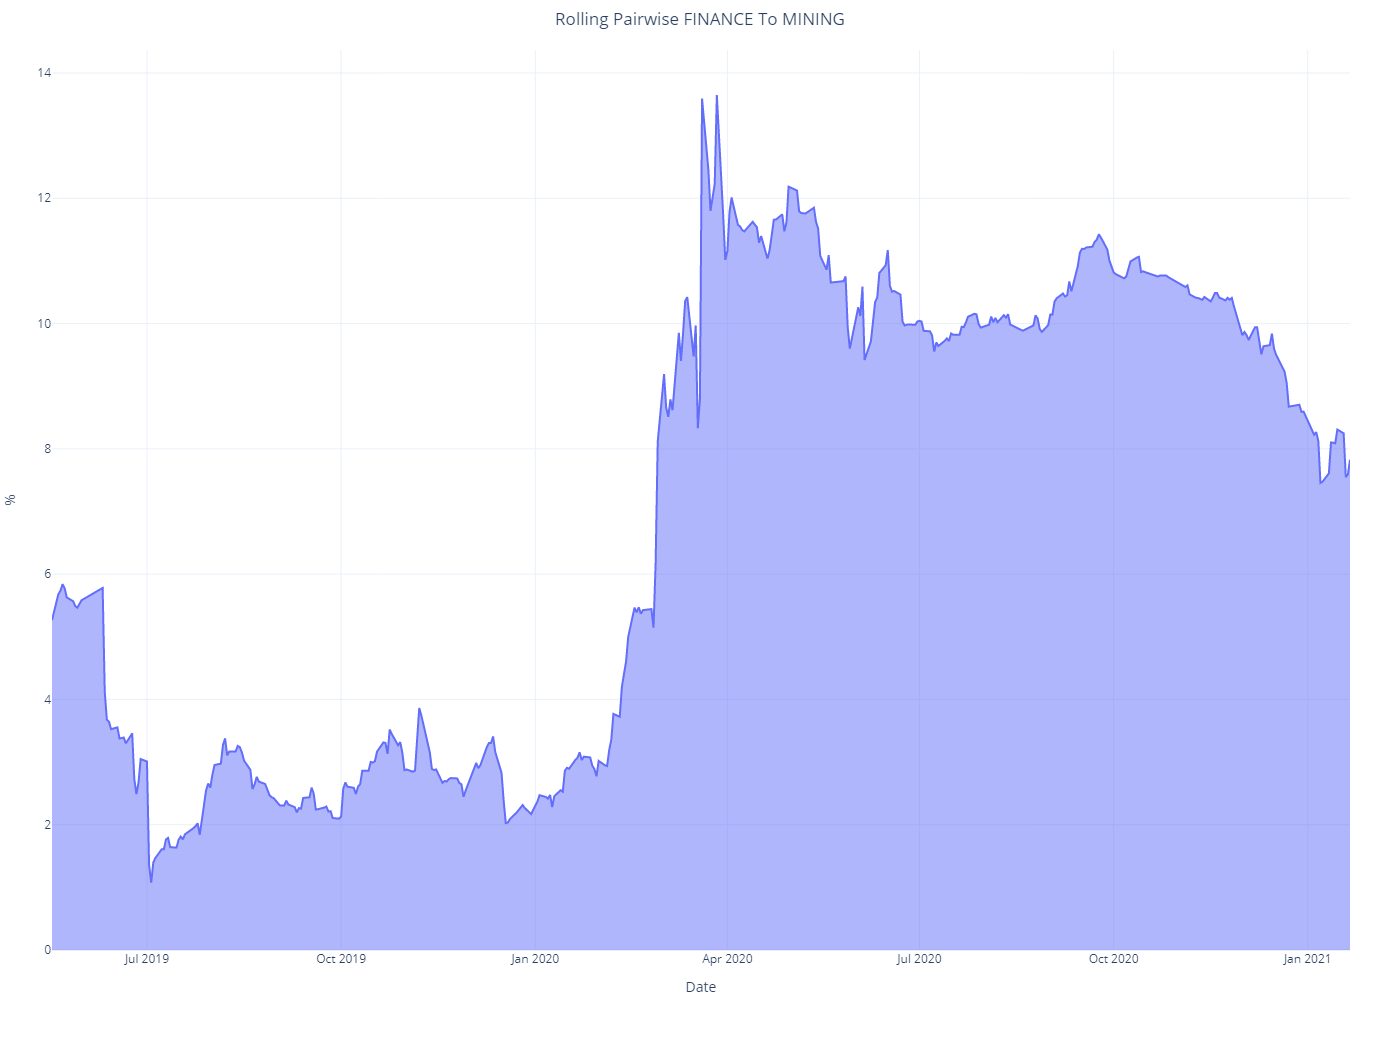 Rolling Pairwise FINANCE To MINING
14
12
10
8
6
4
2
0
%
Jul 2019
Oct 2019
Jan 2020
Apr 2020
Jul 2020
Oct 2020
Jan 2021
Date